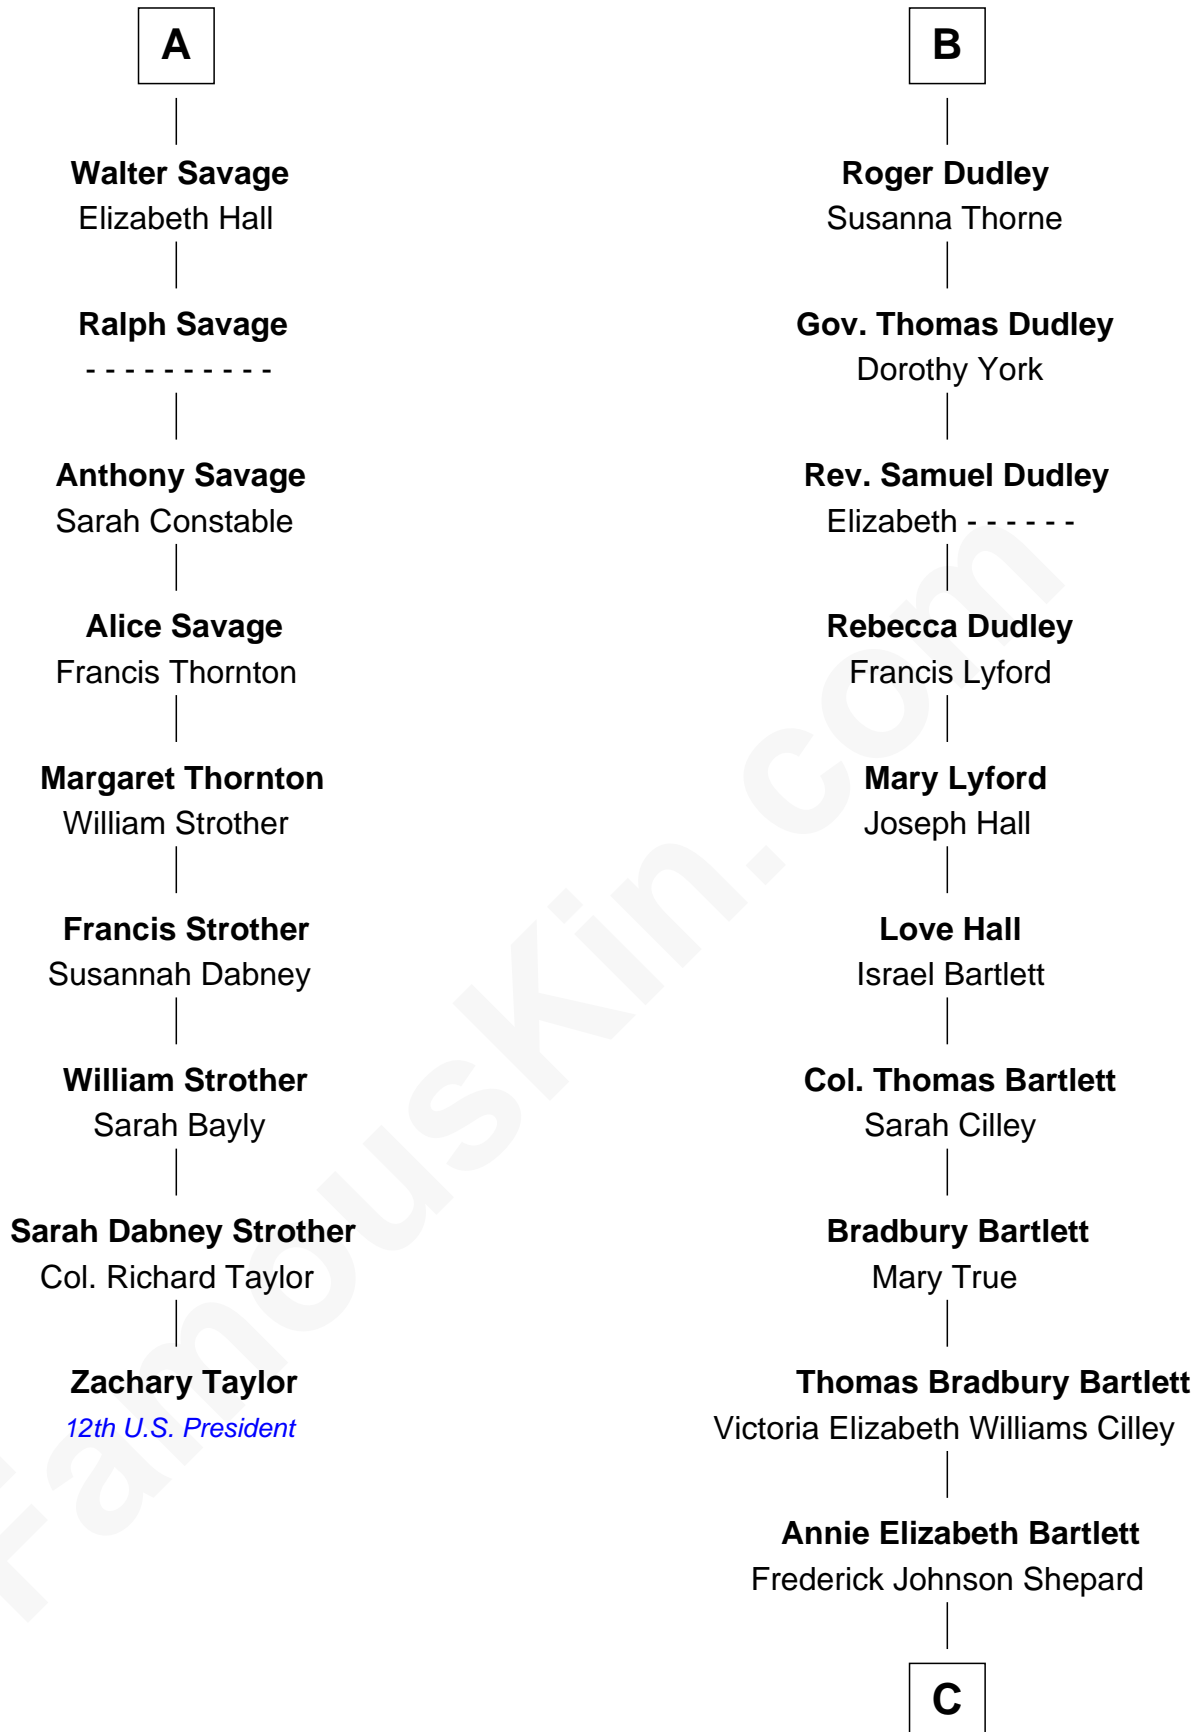 A
Walter Savage
Elizabeth Hall
Ralph Savage
- - - - - - - - - -
Anthony Savage
Sarah Constable
Alice Savage
Francis Thornton
Margaret Thornton
William Strother
Francis Strother
Susannah Dabney
William Strother
Sarah Bayly
Sarah Dabney Strother
Col. Richard Taylor
Zachary Taylor
12th U.S. President
B
Roger Dudley
Susanna Thorne
Gov. Thomas Dudley
Dorothy York
Rev. Samuel Dudley
Elizabeth - - - - - -
Rebecca Dudley
Francis Lyford
Mary Lyford
Joseph Hall
Love Hall
Israel Bartlett
Col. Thomas Bartlett
Sarah Cilley
Bradbury Bartlett
Mary True
Thomas Bradbury Bartlett
Victoria Elizabeth Williams Cilley
Annie Elizabeth Bartlett
Frederick Johnson Shepard
C
FamousKin.com